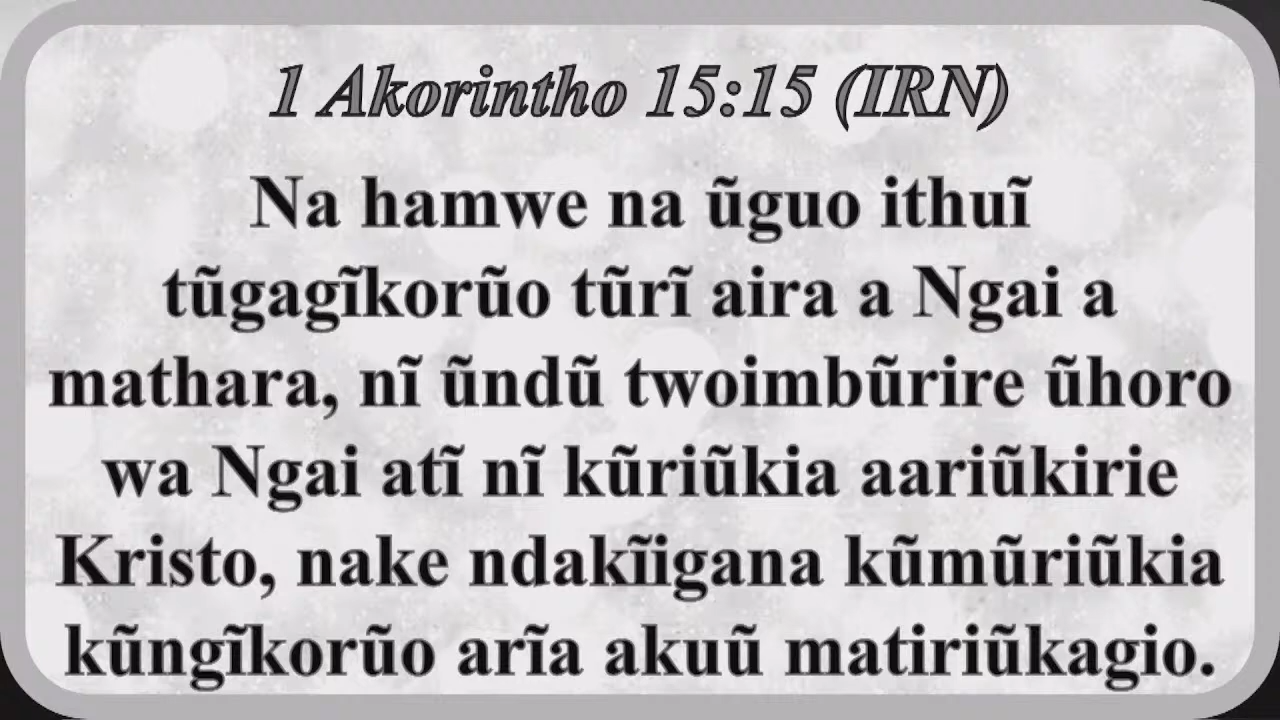 1 Akorintho 15:15 (IRN)
Na hamwe na ũguo ithuĩ
tũgagĩkorũo tũrĩ aira a Ngai a
mathara, nĩ ũndũ twoimbũrire ũhoro
wa Ngai atĩ nĩ kũriũkia aariũkirie
Kristo, nake ndakĩigana kũmũriũkia
kũngĩkorũo arĩa akuũ matiriũkagio.